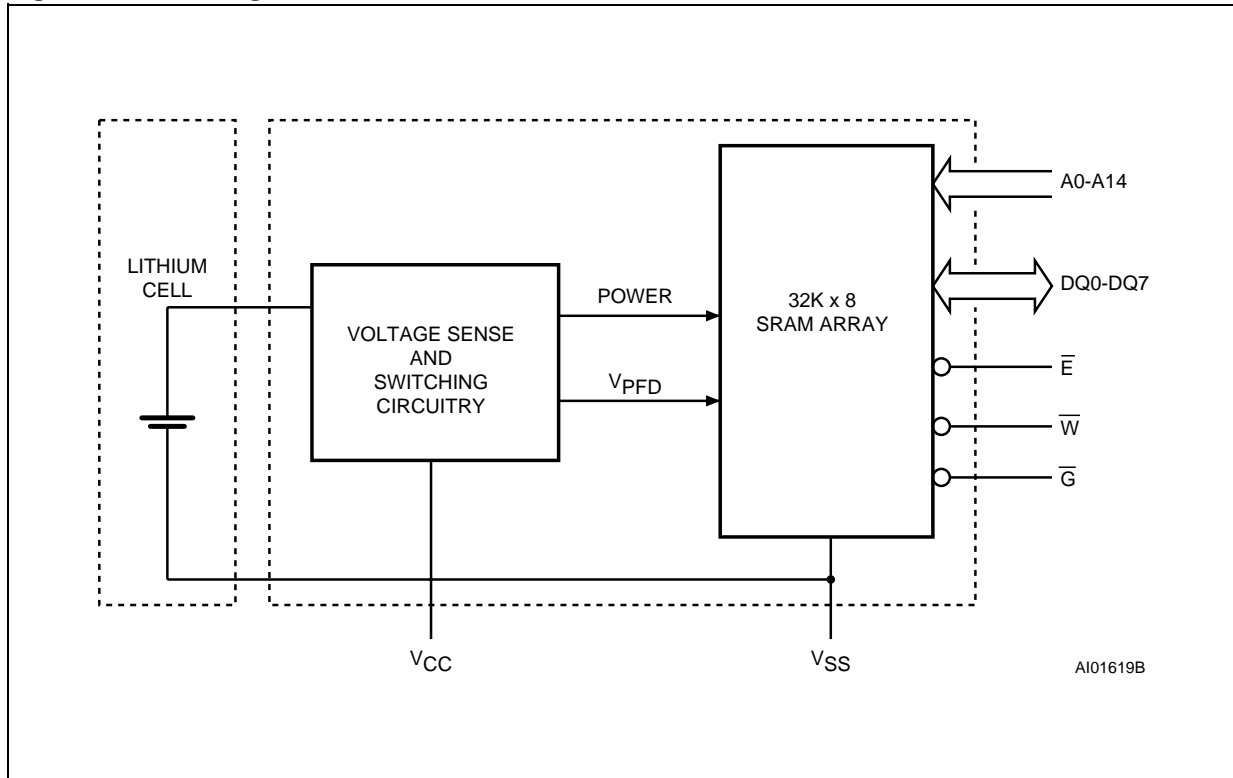 LITHIUM
CELL
VOLTAGE SENSE
AND
SWITCHING
CIRCUITRY
POWER
VPFD
32K x 8
SRAM ARRAY
A0-A14
DQ0-DQ7
E̅
W̅
G̅
VCC
VSS
AI01619B